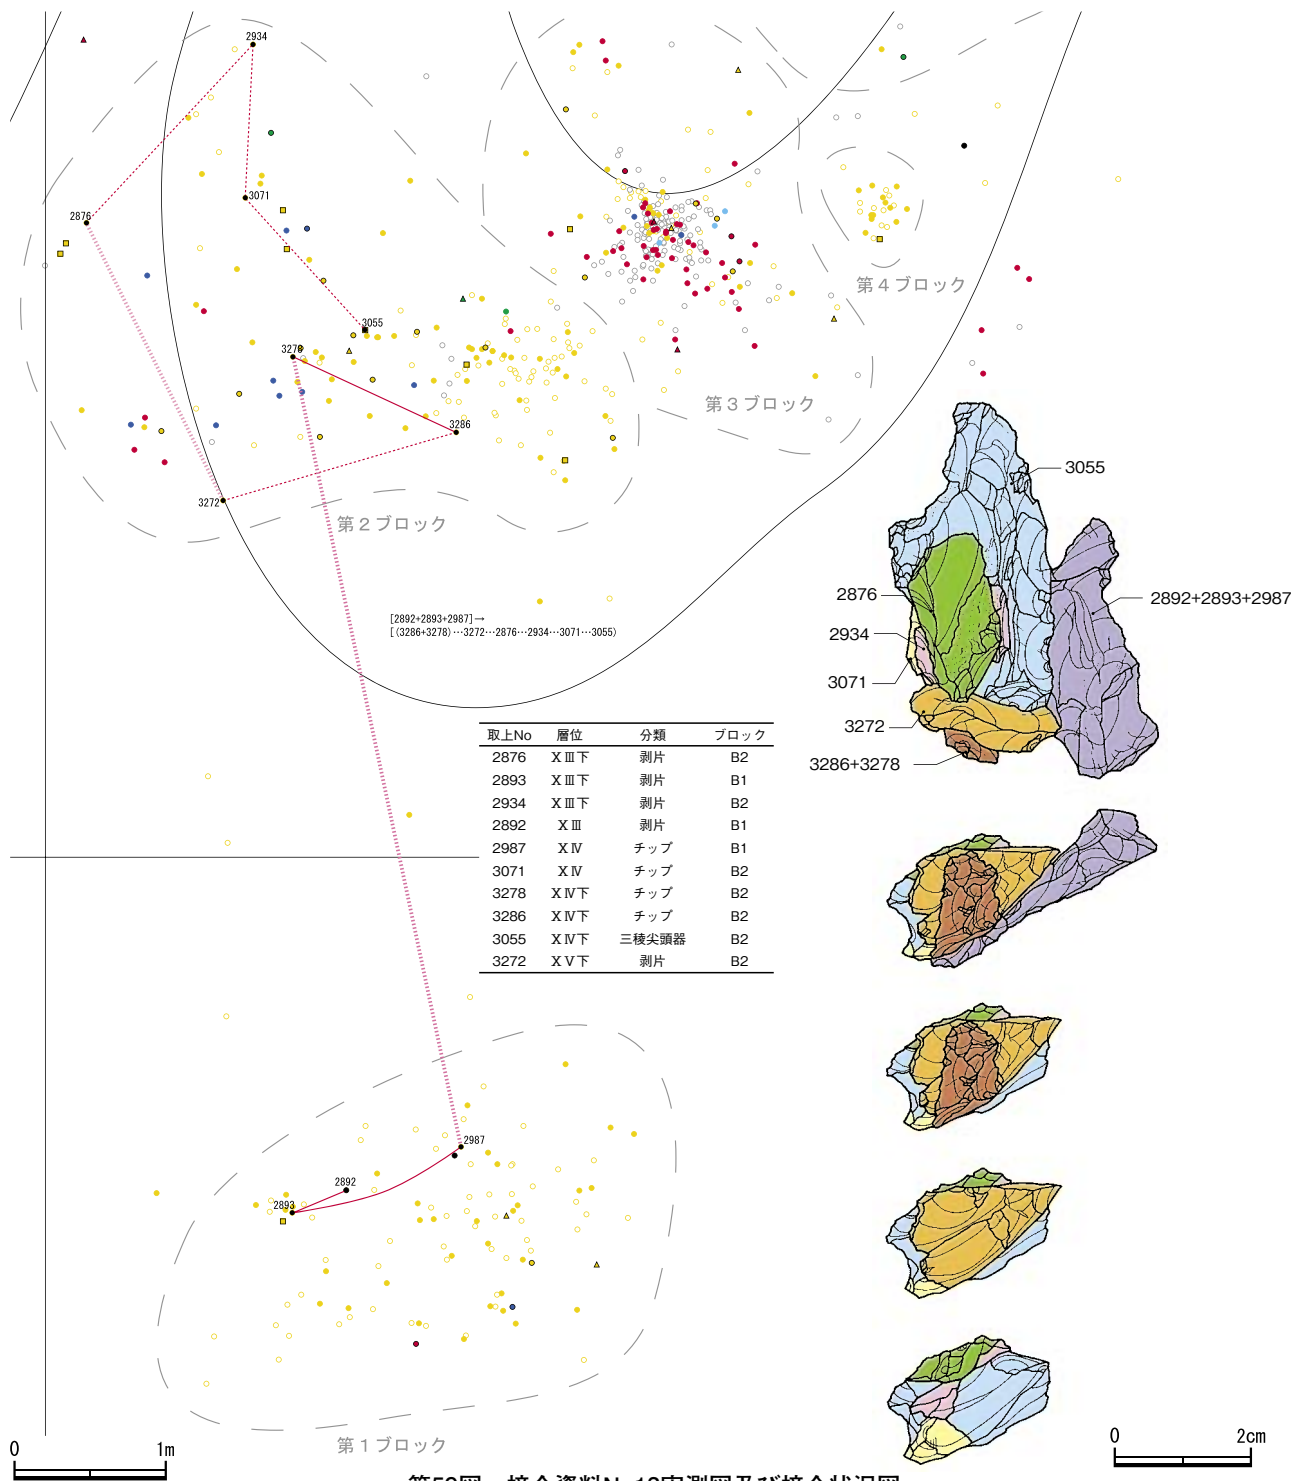 2934
3071
2876
3055
3278
3286
3272
第4ブロック
第3ブロック
第2ブロック
[2892+2893+2987]→
[(3286+3278)…3272…2876…2934…3071…3055)
取上No 層位 分類 ブロック
2876 XⅢ下 剥片 B2
2893 XⅢ下 剥片 B1
2934 XⅢ下 剥片 B2
2892 XⅢ 剥片 B1
2987 XⅣ チップ B1
3071 XⅣ チップ B2
3278 XⅣ下 チップ B2
3286 XⅣ下 チップ B2
3055 XⅣ下 三稜尖頭器 B2
3272 XⅤ下 剥片 B2
3055
2876
2892+2893+2987
2934
3071
3272
3286+3278
2987
2892
2893
第1ブロック
0 1m
0 2cm